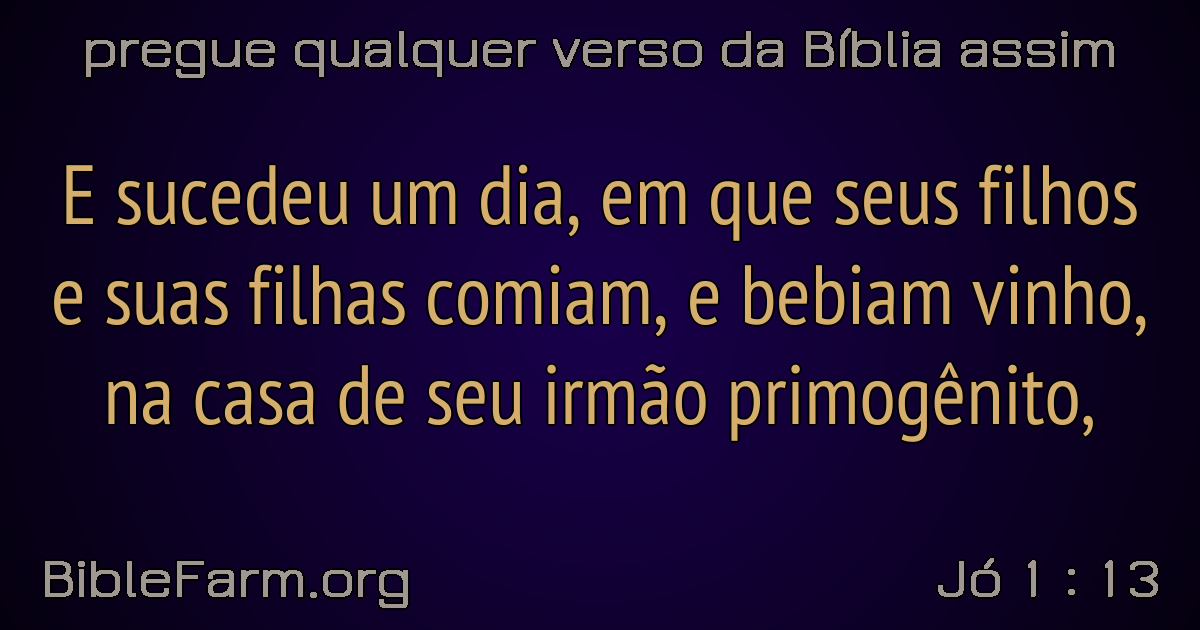 pregue qualquer verso da Bíblia assim
E sucedeu um dia, em que seus filhos
e suas filhas comiam, e bebiam vinho,
na casa de seu irmão primogênito,
BibleFarm.org
Jó 1 : 13